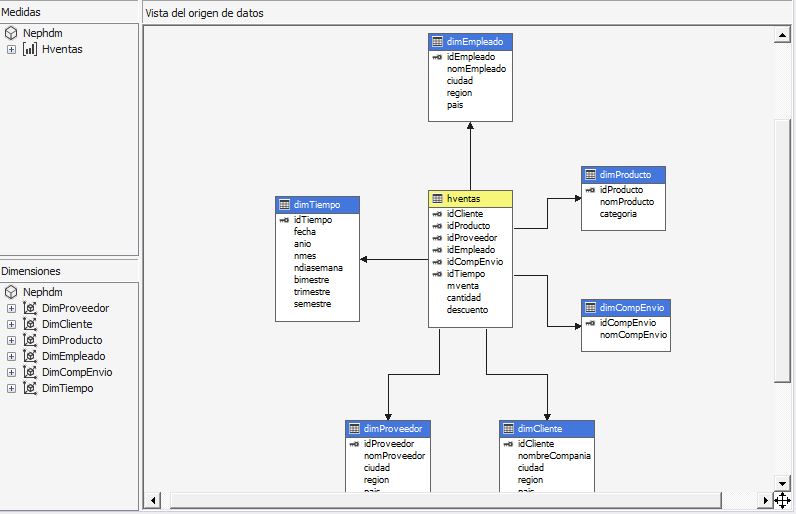 Medidas
Nephdm
Hventas
Dimensiones
Nephdm
DimProveedor
DimCliente
DimProducto
DimEmpleado
DimCompEnvio
DimTiempo
Vista del origen de datos
dimEmpleado
idEmpleado
nomEmpleado
ciudad
region
pais
dimProducto
idProducto
nomProducto
categoria
dimTiempo
idTiempo
fecha
anio
nmes
ndiasemana
bimestre
trimestre
semestre
hventas
idCliente
idProducto
idProveedor
idEmpleado
idCompEnvio
idTiempo
mventa
cantidad
descuento
dimCompEnvio
idCompEnvio
nomCompEnvio
dimProveedor
idProveedor
nomProveedor
ciudad
region
pais
dimCliente
idCliente
nombreCompania
ciudad
region
pais